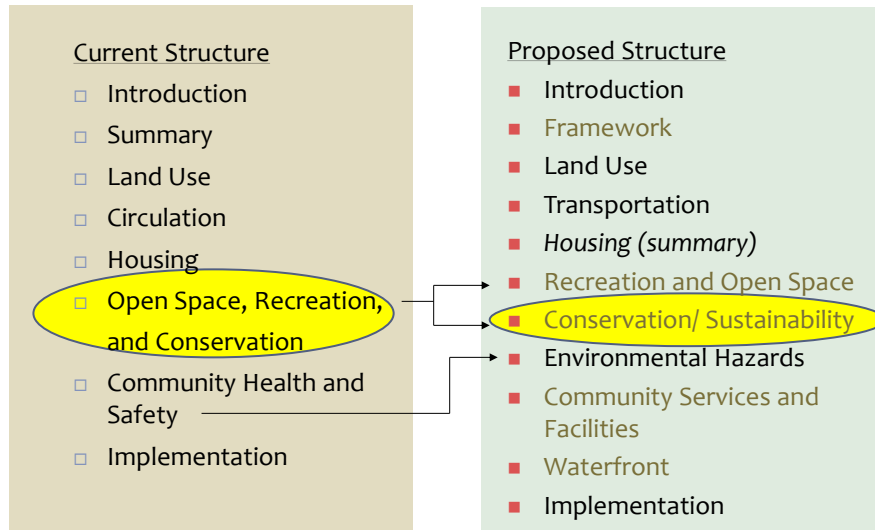 Current Structure
Introduction
Summary
Land Use
Circulation
Housing
Open Space, Recreation,
and Conservation
Community Health and
Safety
Implementation
Proposed Structure
Introduction
Framework
Land Use
Transportation
Housing (summary)
Recreation and Open Space
Conservation/ Sustainability
Environmental Hazards
Community Services and
Facilities
Waterfront
Implementation